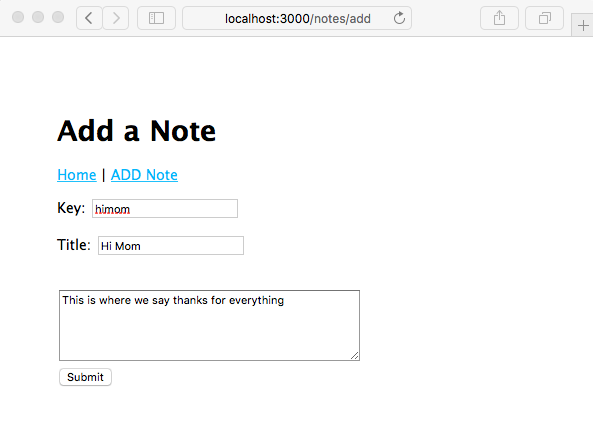 localhost:3000/notes/add
Add a Note
Home | ADD Note
Key: himom
Title: Hi Mom
This is where we say thanks for everything
Submit